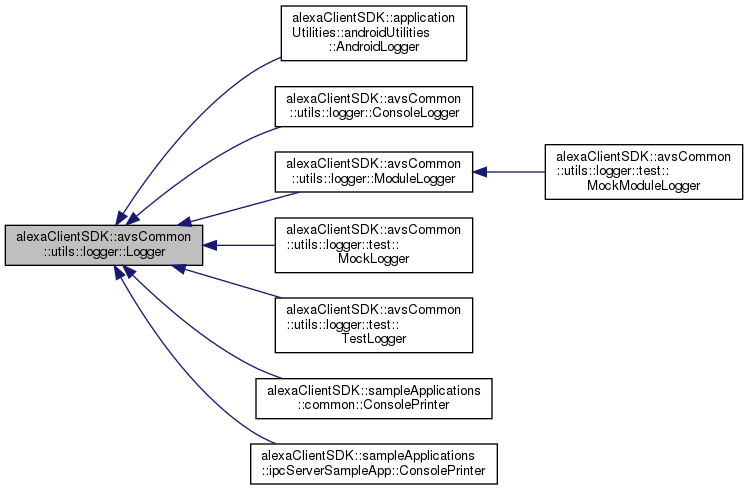 alexaClientSDK::application
Utilities::androidUtilities
::AndroidLogger
alexaClientSDK::avsCommon
::utils::logger::ConsoleLogger
alexaClientSDK::avsCommon
::utils::logger::ModuleLogger
alexaClientSDK::avsCommon
::utils::logger::test::
MockModuleLogger
alexaClientSDK::avsCommon
::utils::logger::Logger
alexaClientSDK::avsCommon
::utils::logger::test::
MockLogger
alexaClientSDK::avsCommon
::utils::logger::test::
TestLogger
alexaClientSDK::sampleApplications
::common::ConsolePrinter
alexaClientSDK::sampleApplications
::ipcServerSampleApp::ConsolePrinter